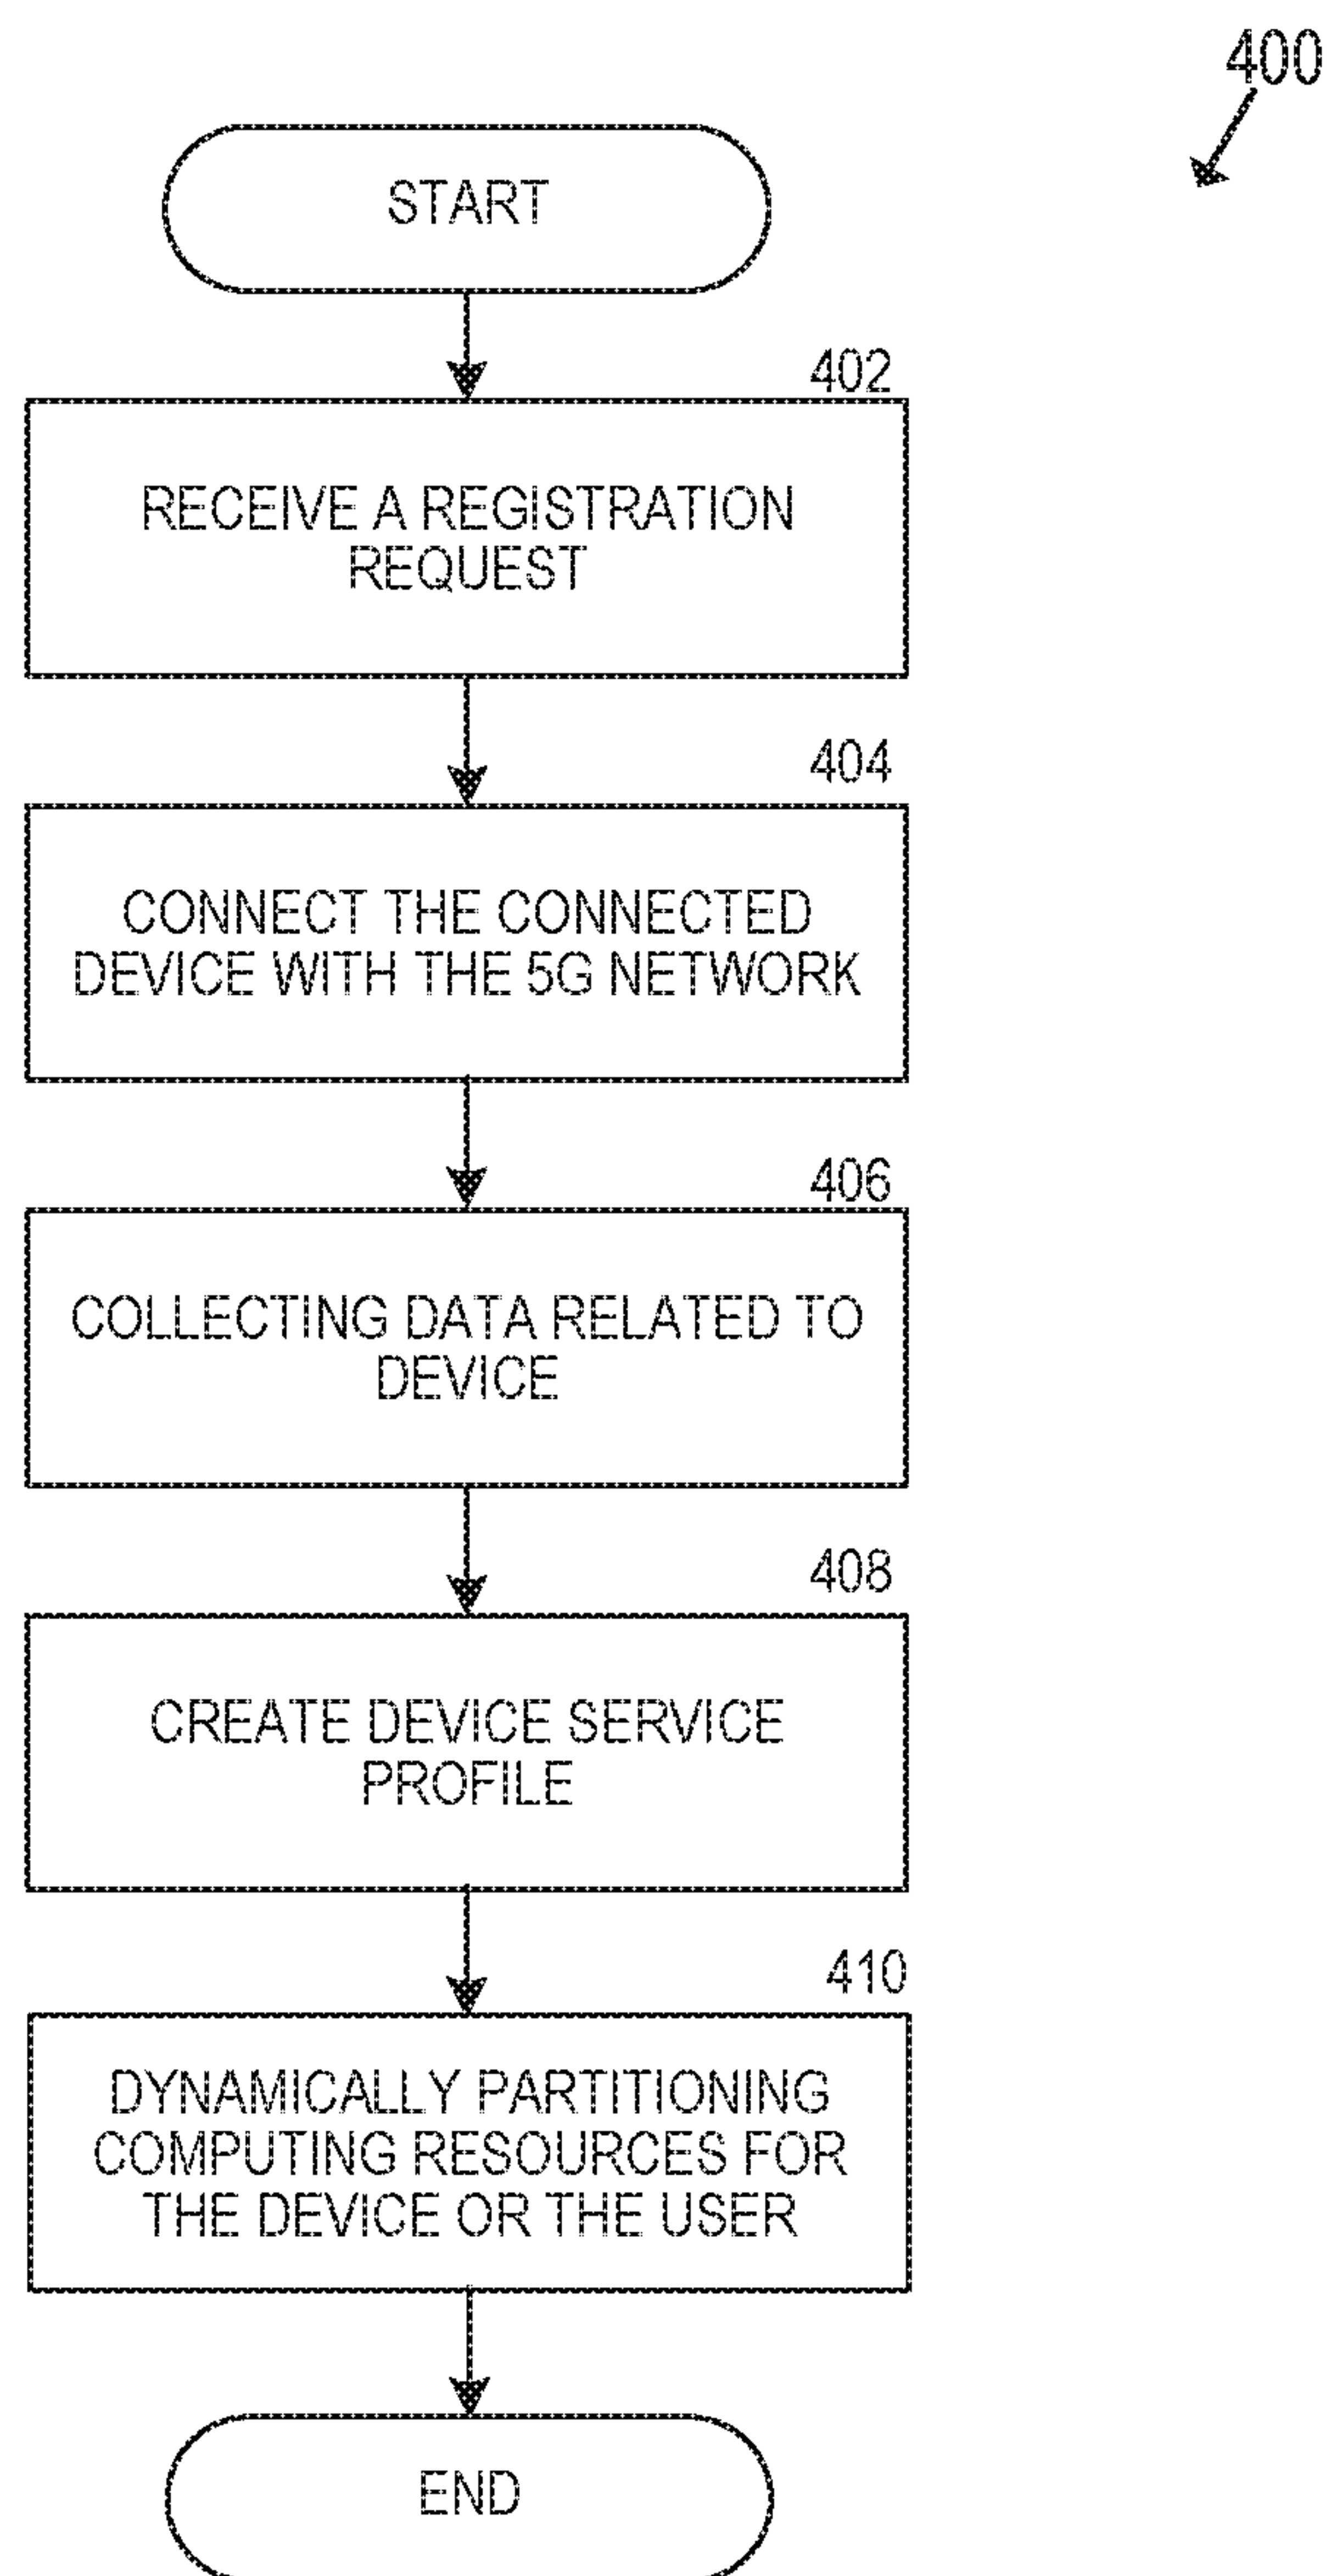 400
START
402
RECEIVE A REGISTRATION
REQUEST
404
CONNECT THE CONNECTED
DEVICE WITH THE 5G NETWORK
406
COLLECTING DATA RELATED TO
DEVICE
408
CREATE DEVICE SERVICE
PROFILE
410
DYNAMICALLY PARTITIONING
COMPUTING RESOURCES FOR
THE DEVICE OR THE USER
END